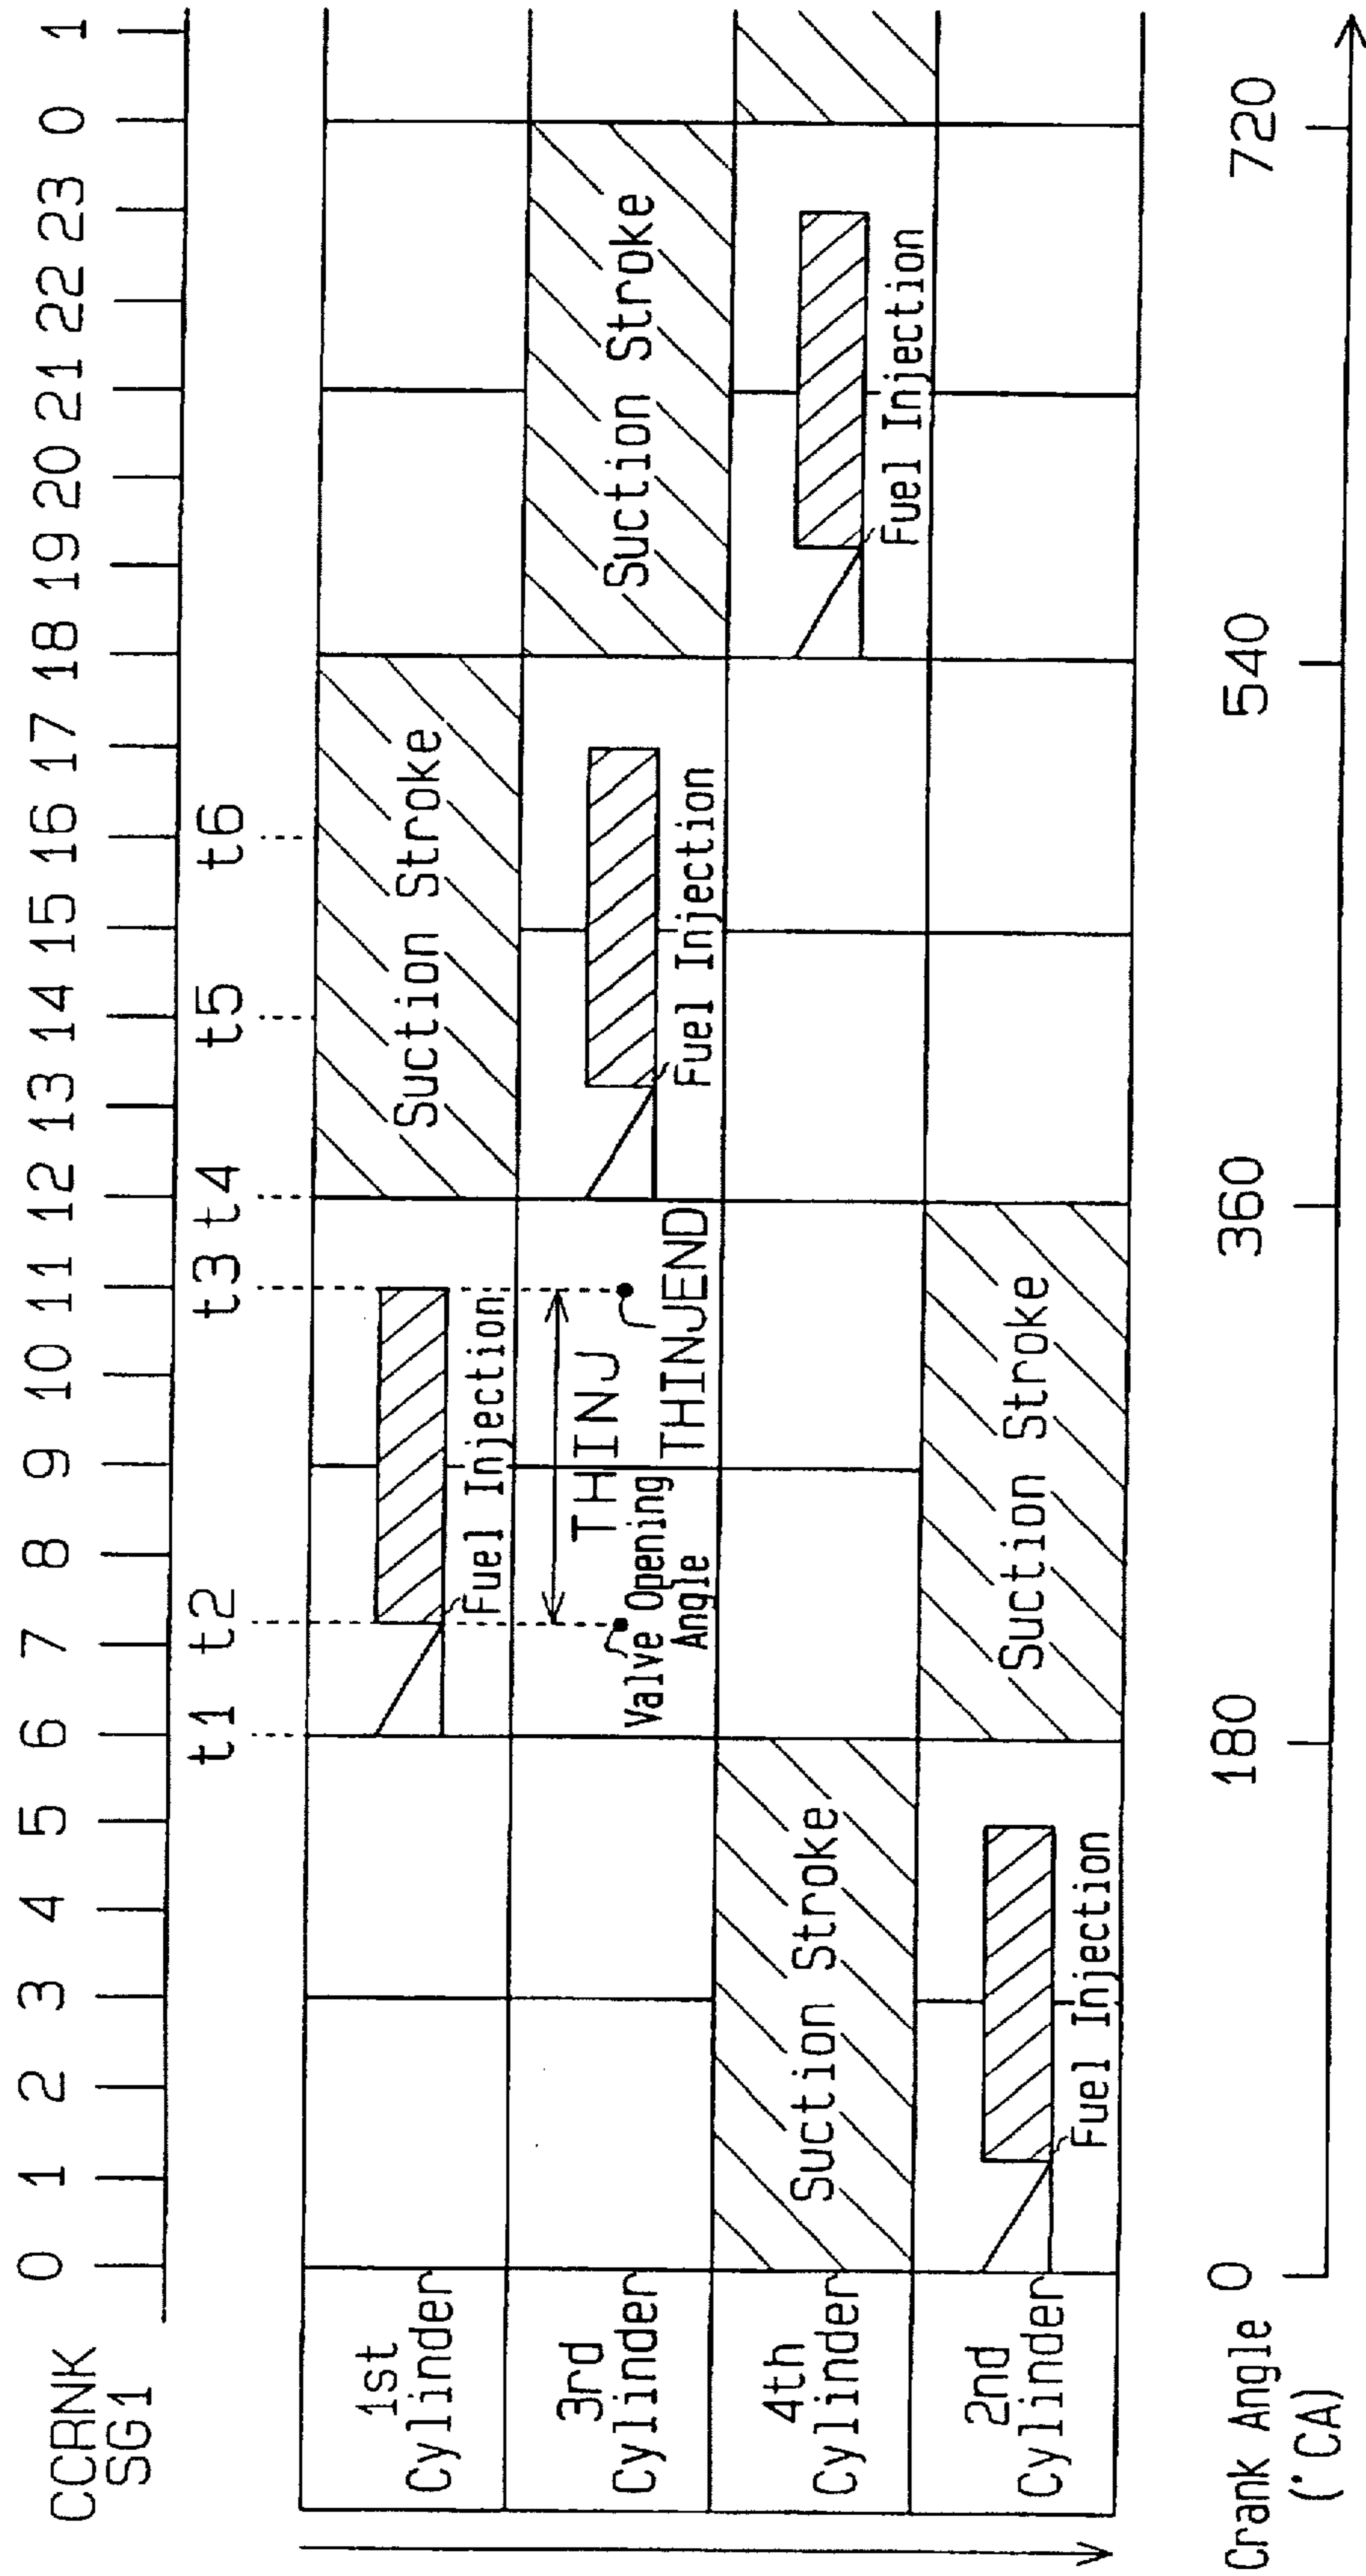 CCRNK 0 1 2 3 4 5 6 7 8 9 10 11 12 13 14 15 16 17 18 19 20 21 22 23 0 1
SG1
t1 t2 t3 t4 t5 t6
1st
Cylinder
Fuel Injection
Suction Stroke
3rd
Cylinder
THINJ
Valve Opening
Angle
THINJEND
Fuel Injection
Suction Stroke
4th
Cylinder
Suction Stroke
Fuel Injection
2nd
Cylinder
Fuel Injection
Suction Stroke
Crank Angle 0 180 360 540 720
(°CA)